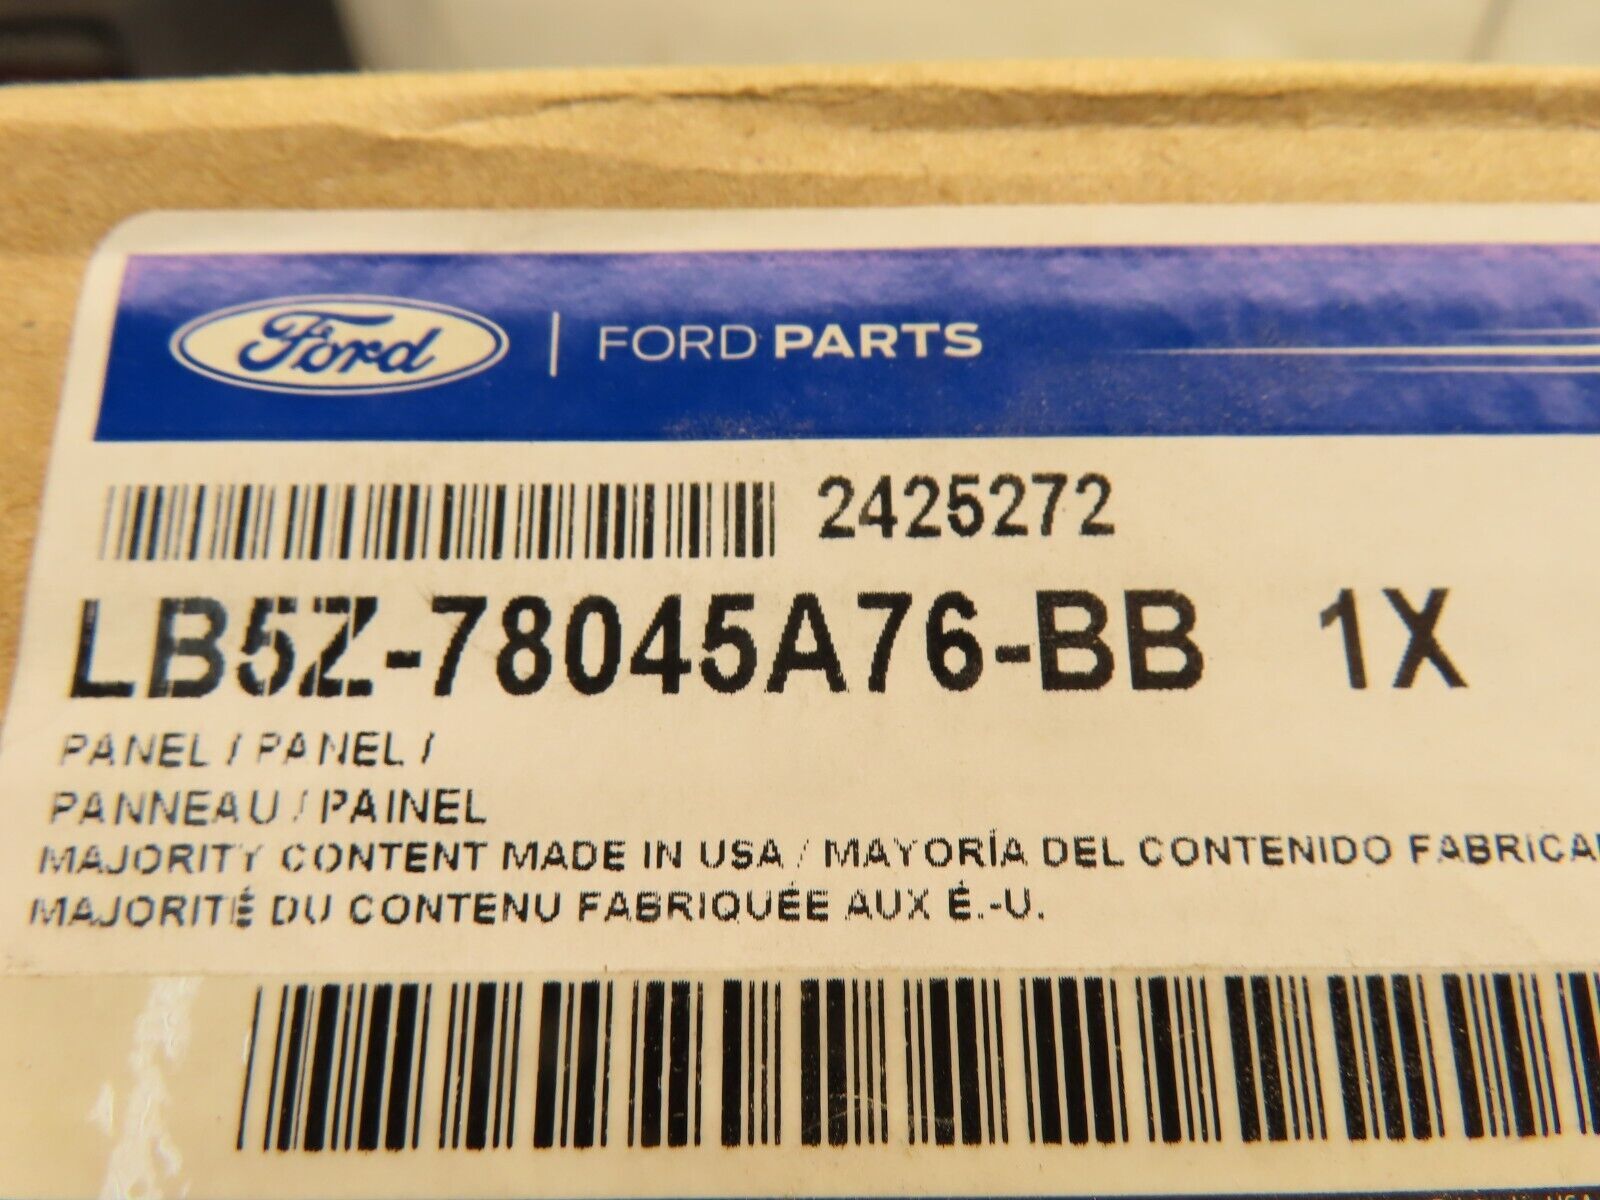 Ford | FORD PARTS
2425272
LB5Z-78045A76-BB 1X
PANEL / PANEL /
PANNEAU / PAINEL
MAJORITY CONTENT MADE IN USA / MAYORÍA DEL CONTENIDO FABRICA
MAJORITÉ DU CONTENU FABRIQUÉE AUX É.-U.